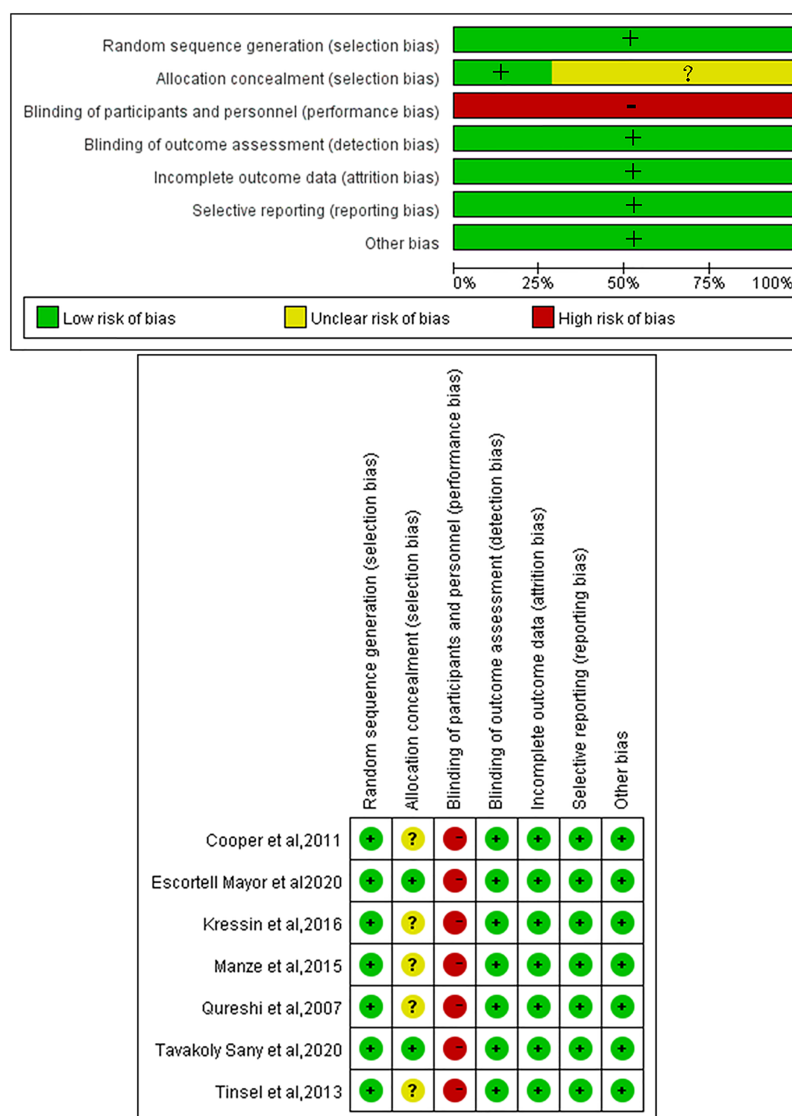 Random sequence generation (selection bias) +
Allocation concealment (selection bias) + ?
Blinding of participants and personnel (performance bias) -
Blinding of outcome assessment (detection bias) +
Incomplete outcome data (attrition bias) +
Selective reporting (reporting bias) +
Other bias +
0% 25% 50% 75% 100%
Low risk of bias Unclear risk of bias High risk of bias
Random sequence generation (selection bias)
Allocation concealment (selection bias)
Blinding of participants and personnel (performance bias)
Blinding of outcome assessment (detection bias)
Incomplete outcome data (attrition bias)
Selective reporting (reporting bias)
Other bias
Cooper et al,2011 + ? - + + + +
Escortell Mayor et al2020 + + - + + + +
Kressin et al,2016 + ? - + + + +
Manze et al,2015 + ? - + + + +
Qureshi et al,2007 + ? - + + + +
Tavakoly Sany et al,2020 + + - + + + +
Tinsel et al,2013 + ? - + + + +